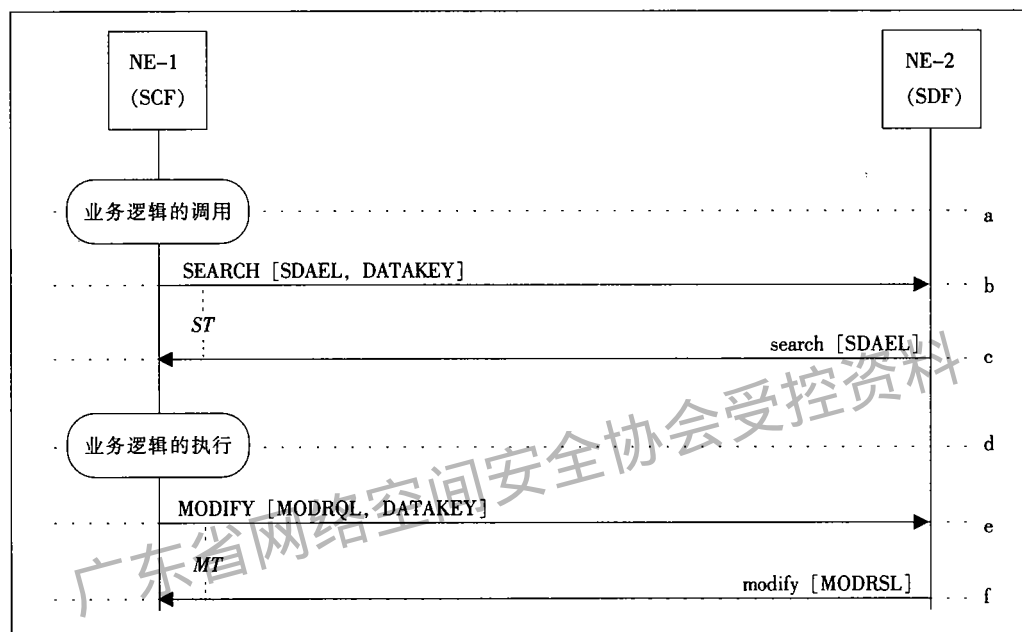 NE-1
(SCF)
NE-2
(SDF)
业务逻辑的调用
a
SEARCH [SDAEL, DATAKEY]
b
ST
search [SDAEL]
c
业务逻辑的执行
d
MODIFY [MODRQL, DATAKEY]
e
MT
modify [MODRSL]
f
广东省网络空间安全协会受控资料